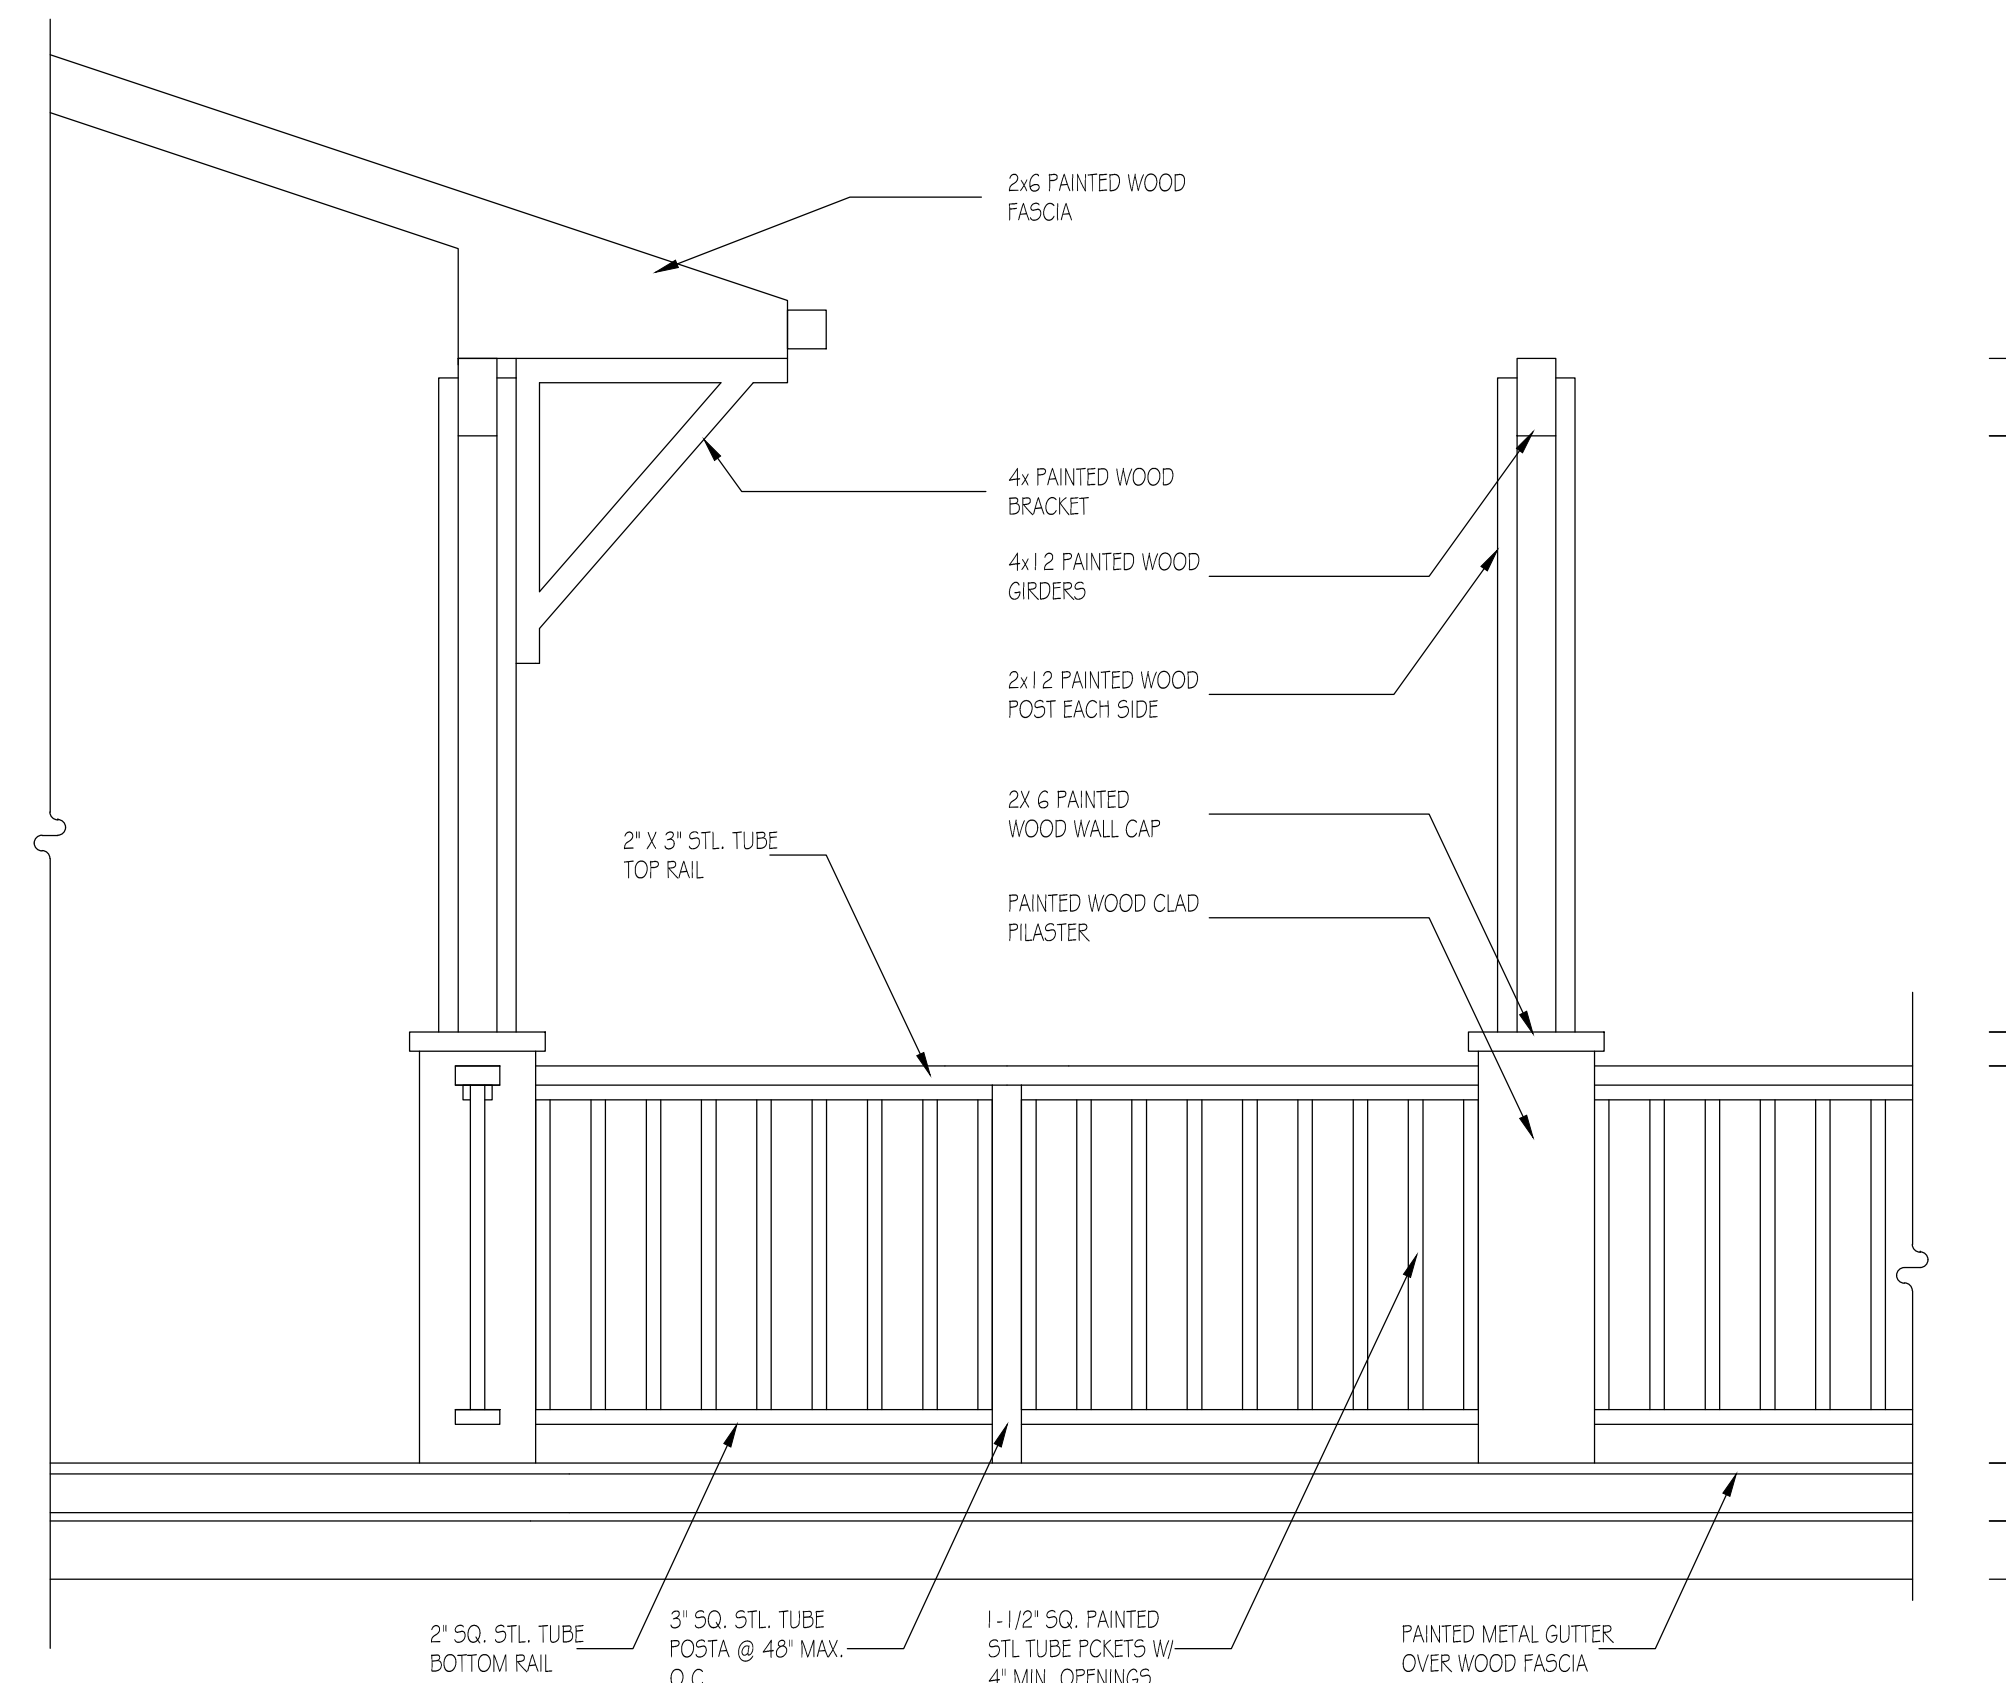 2x6 PAINTED WOOD
FASCIA
4x PAINTED WOOD
BRACKET
4x12 PAINTED WOOD
GIRDERS
2x12 PAINTED WOOD
POST EACH SIDE
2X 6 PAINTED
WOOD WALL CAP
2" X 3" STL. TUBE
TOP RAIL
PAINTED WOOD CLAD
PILASTER
2" SQ. STL. TUBE
BOTTOM RAIL
3" SQ. STL. TUBE
POSTA @ 48" MAX.
O.C.
1-1/2" SQ. PAINTED
STL TUBE PCKETS W/
4" MIN. OPENINGS
PAINTED METAL GUTTER
OVER WOOD FASCIA